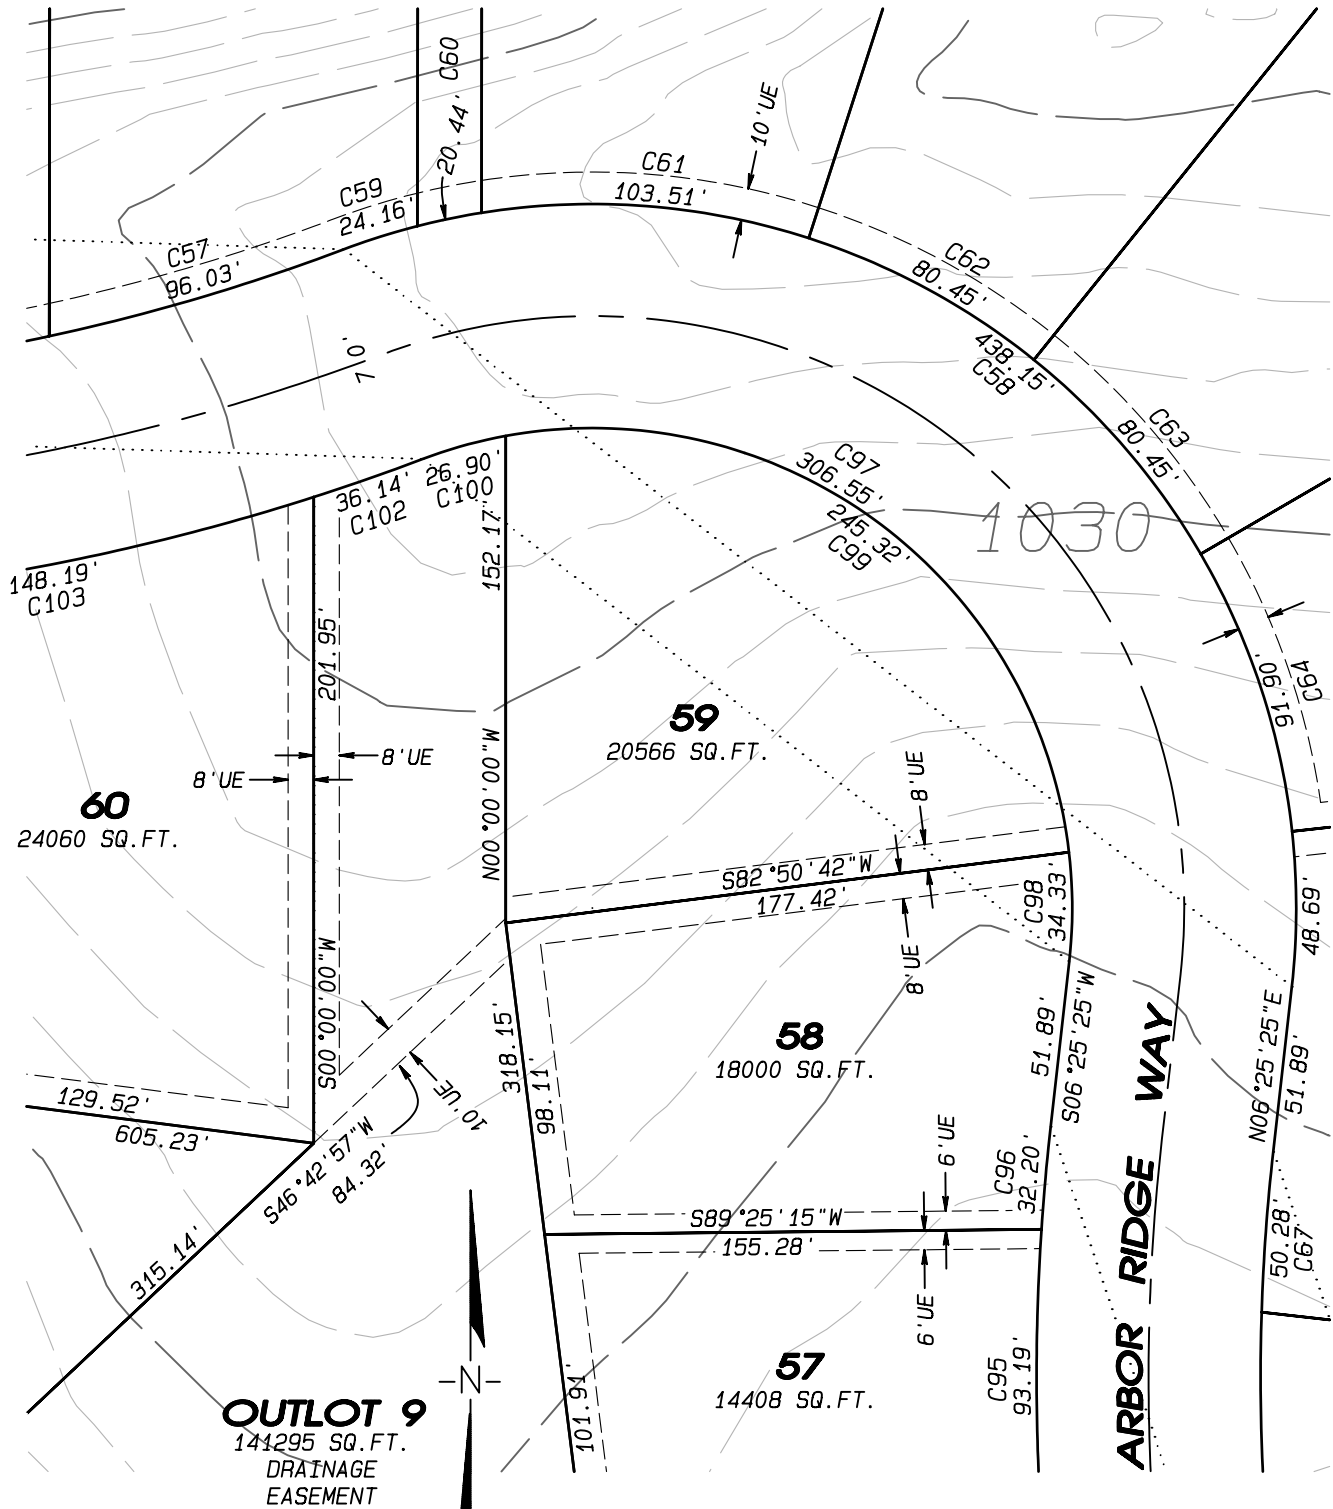 C60
20.44'
10'UE
C61
103.51'
C59
24.16'
C57
96.03'
C62
80.45'
70'
438.15'
C58
C63
80.45'
C97
306.55'
245.32'
C99
1030
36.14'
C102
26.90'
C100
152.17'
148.19'
C103
201.95'
C64
91.90'
59
20566 SQ.FT.
N00°00'00"W
8'UE
8'UE
8'UE
60
24060 SQ.FT.
S82°50'42"W
177.42'
C98
34.33'
48.69'
8'UE
S00°00'00"W
318.15'
98.11'
58
18000 SQ.FT.
51.89'
S06°25'25"W
N06°25'25"E
51.89'
10'UE
129.52'
605.23'
S46°42'57"W
84.32'
6'UE
C96
32.20'
S89°25'15"W
155.28'
315.14'
50.28'
C67
6'UE
57
14408 SQ.FT.
C95
93.19'
ARBOR RIDGE WAY
N
101.91'
OUTLOT 9
141295 SQ.FT.
DRAINAGE
EASEMENT